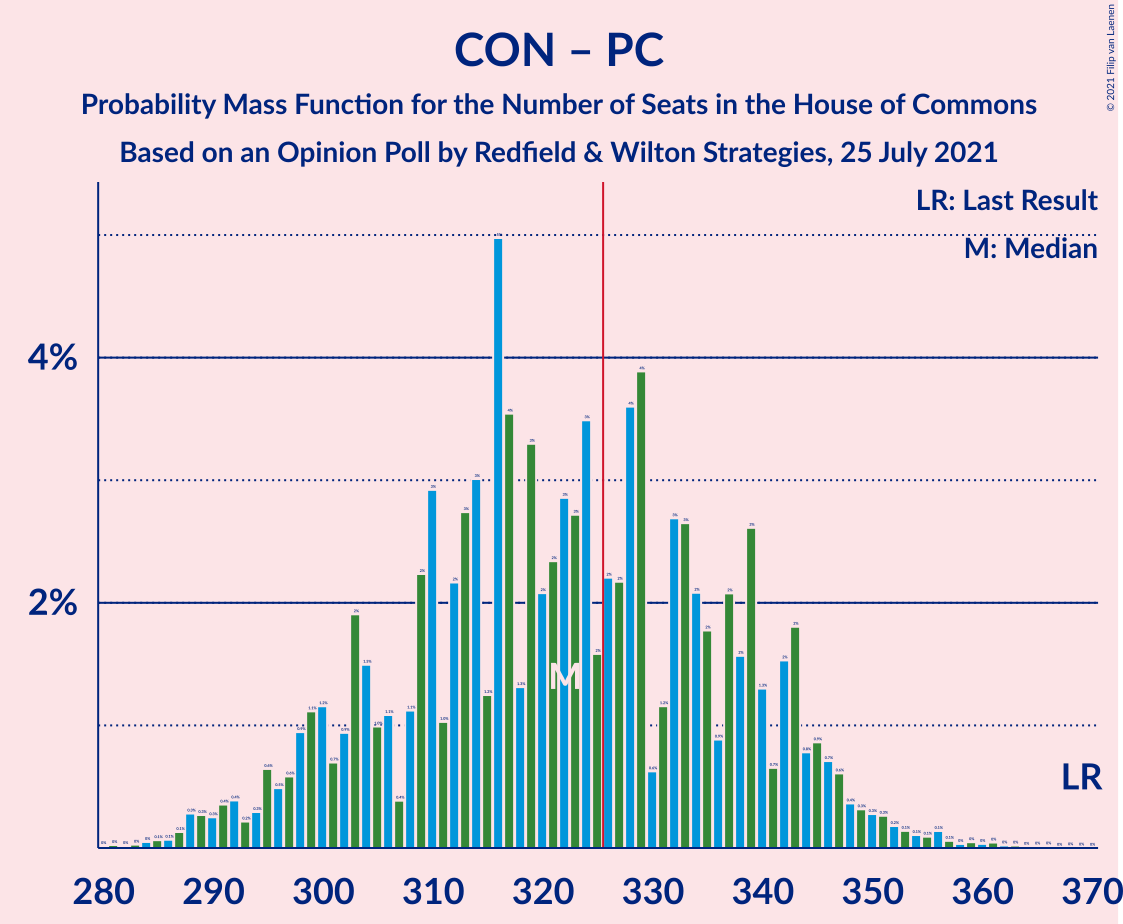 CON – PC
Probability Mass Function for the Number of Seats in the House of Commons
Based on an Opinion Poll by Redfield & Wilton Strategies, 25 July 2021
© 2021 Filip van Laenen
LR: Last Result
M: Median
4%
2%
M
LR
280 290 300 310 320 330 340 350 360 370